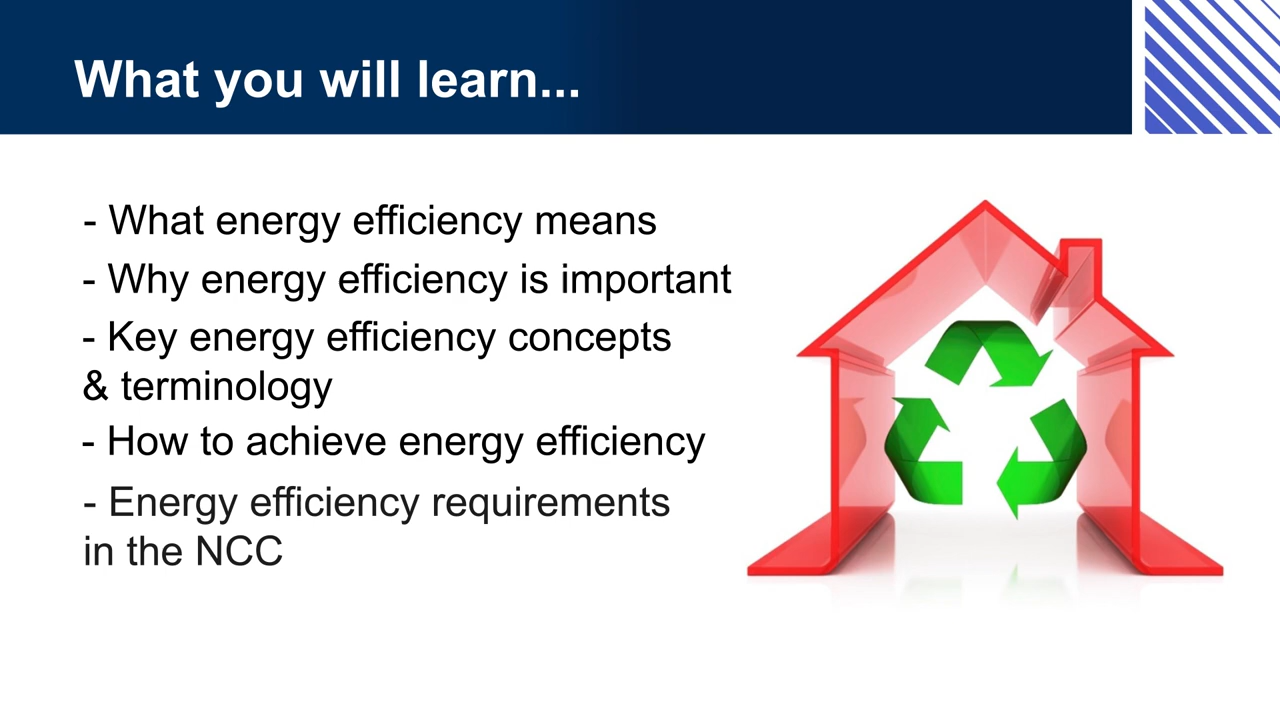 What you will learn...
- What energy efficiency means
- Why energy efficiency is important
- Key energy efficiency concepts
& terminology
- How to achieve energy efficiency
- Energy efficiency requirements
in the NCC